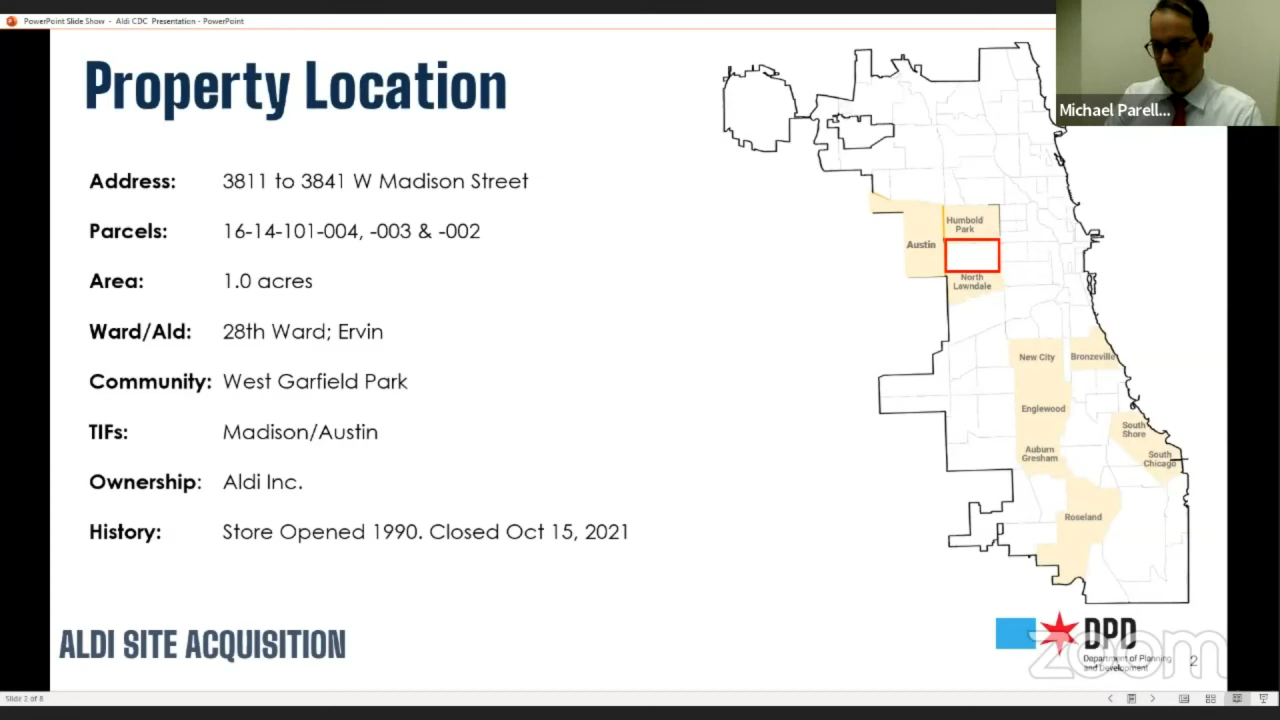 PowerPoint Slide Show - Aldi CDC Presentation - PowerPoint
Property Location
Michael Parell...
Address: 3811 to 3841 W Madison Street
Parcels: 16-14-101-004, -003 & -002
Area: 1.0 acres
Ward/Ald: 28th Ward; Ervin
Community: West Garfield Park
TIFs: Madison/Austin
Ownership: Aldi Inc.
History: Store Opened 1990. Closed Oct 15, 2021
Humbold
Park
Austin
North
Lawndale
New City
Bronzeville
Englewood
South
Shore
Auburn
Gresham
South
Chicago
Roseland
ALDI SITE ACQUISITION
DPD
Department of Planning
and Development
zoom
2
Slide 2 of 8